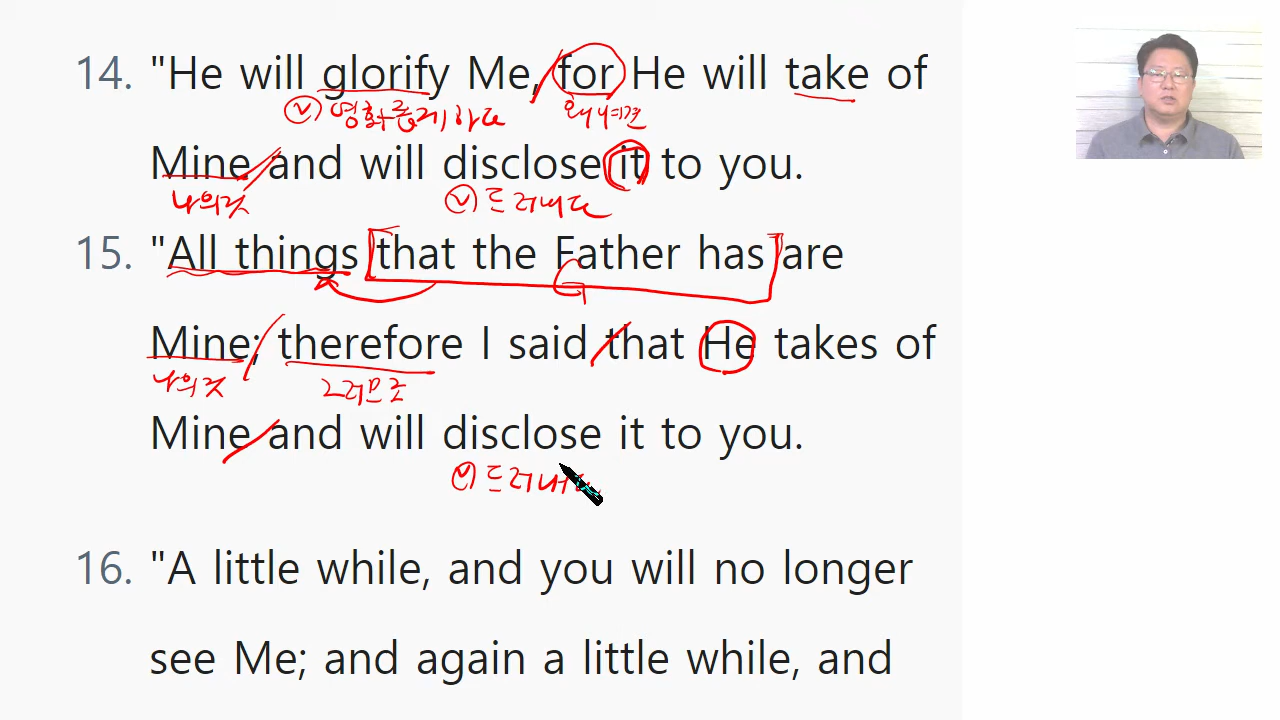 14. "He will glorify Me, for He will take of
(v) 영화롭게하다 왜냐하면
Mine and will disclose it to you.
나의것 (v) 드러내다
15. "All things that the Father has are
Mine; therefore I said that He takes of
나의것 그러므로
Mine and will disclose it to you.
(v) 드러내다
16. "A little while, and you will no longer
see Me; and again a little while, and